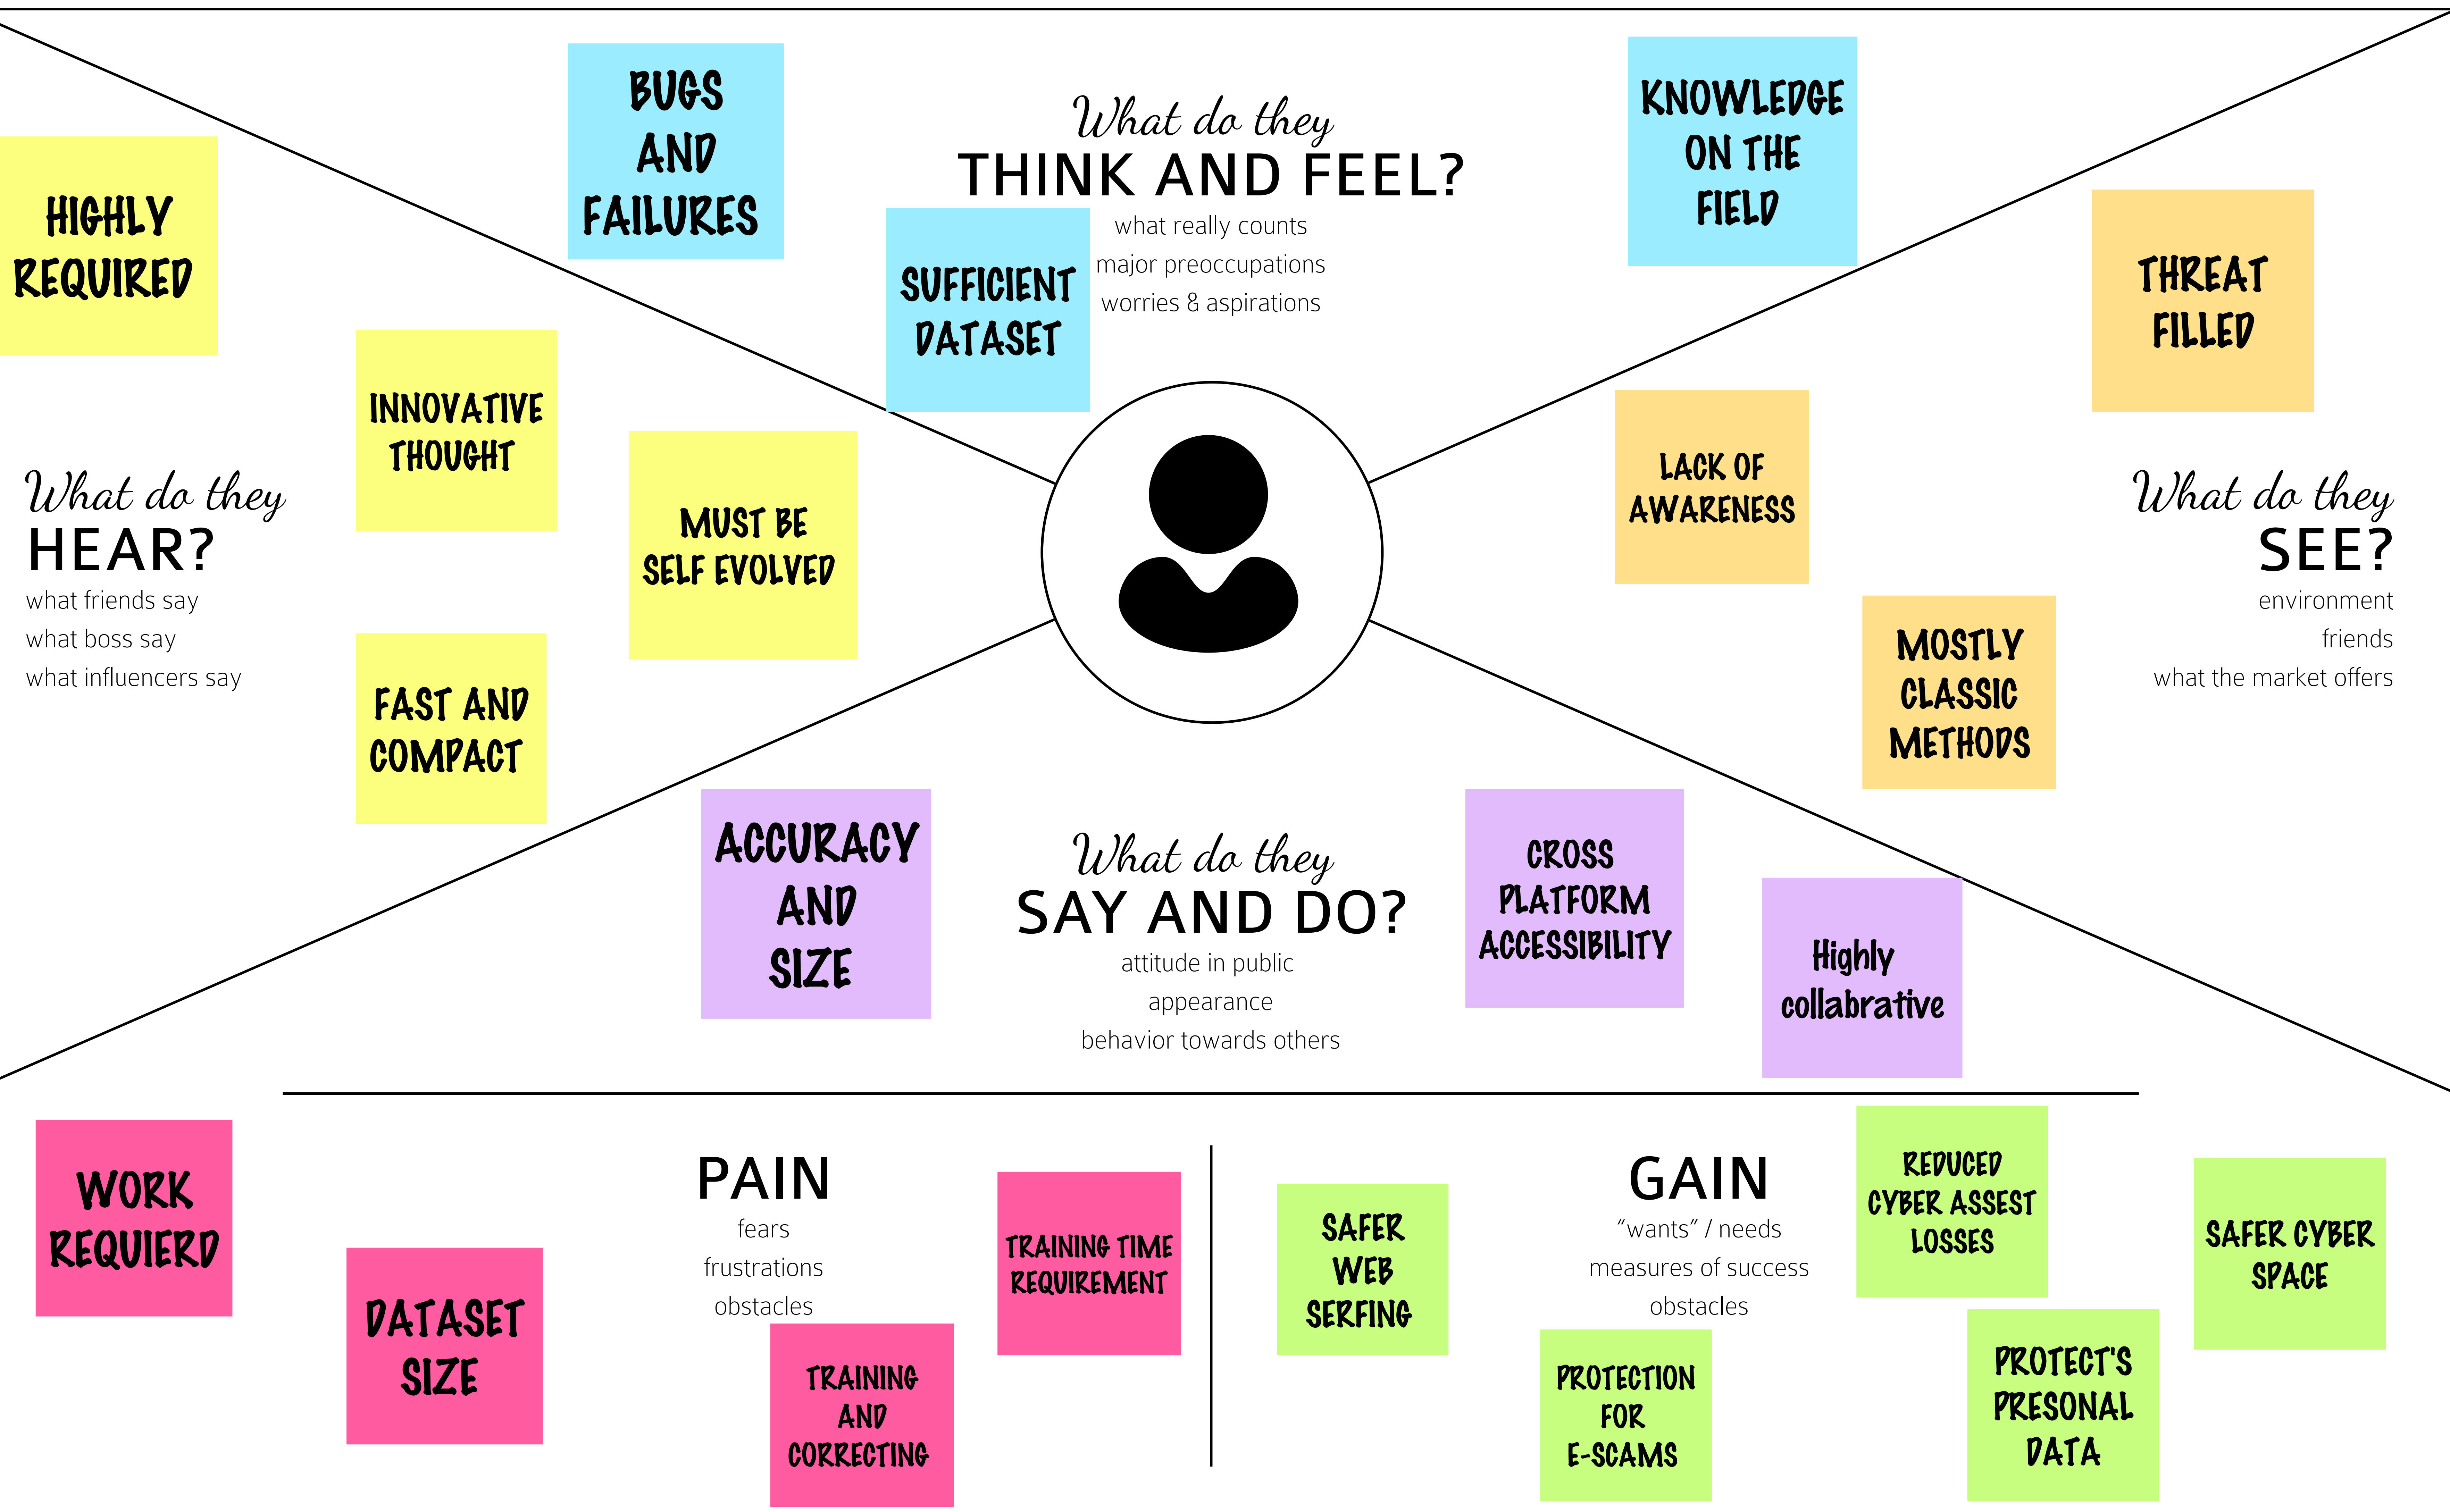 What do they
THINK AND FEEL?
what really counts
major preoccupations
worries & aspirations
BUGS
AND
FAILURES
SUFFICIENT
DATASET
KNOWLEDGE
ON THE
FIELD
What do they
HEAR?
what friends say
what boss say
what influencers say
HIGHLY
REQUIRED
INNOVATIVE
THOUGHT
MUST BE
SELF EVOLVED
FAST AND
COMPACT
What do they
SEE?
environment
friends
what the market offers
THREAT
FILLED
LACK OF
AWARENESS
MOSTLY
CLASSIC
METHODS
What do they
SAY AND DO?
attitude in public
appearance
behavior towards others
ACCURACY
AND
SIZE
CROSS
PLATFORM
ACCESSIBILITY
Highly
collabrative
PAIN
fears
frustrations
obstacles
WORK
REQUIERD
DATASET
SIZE
TRAINING
AND
CORRECTING
TRAINING TIME
REQUIREMENT
GAIN
"wants" / needs
measures of success
obstacles
SAFER
WEB
SERFING
PROTECTION
FOR
E-SCAMS
REDUCED
CYBER ASSEST
LOSSES
PROTECT'S
PRESONAL
DATA
SAFER CYBER
SPACE